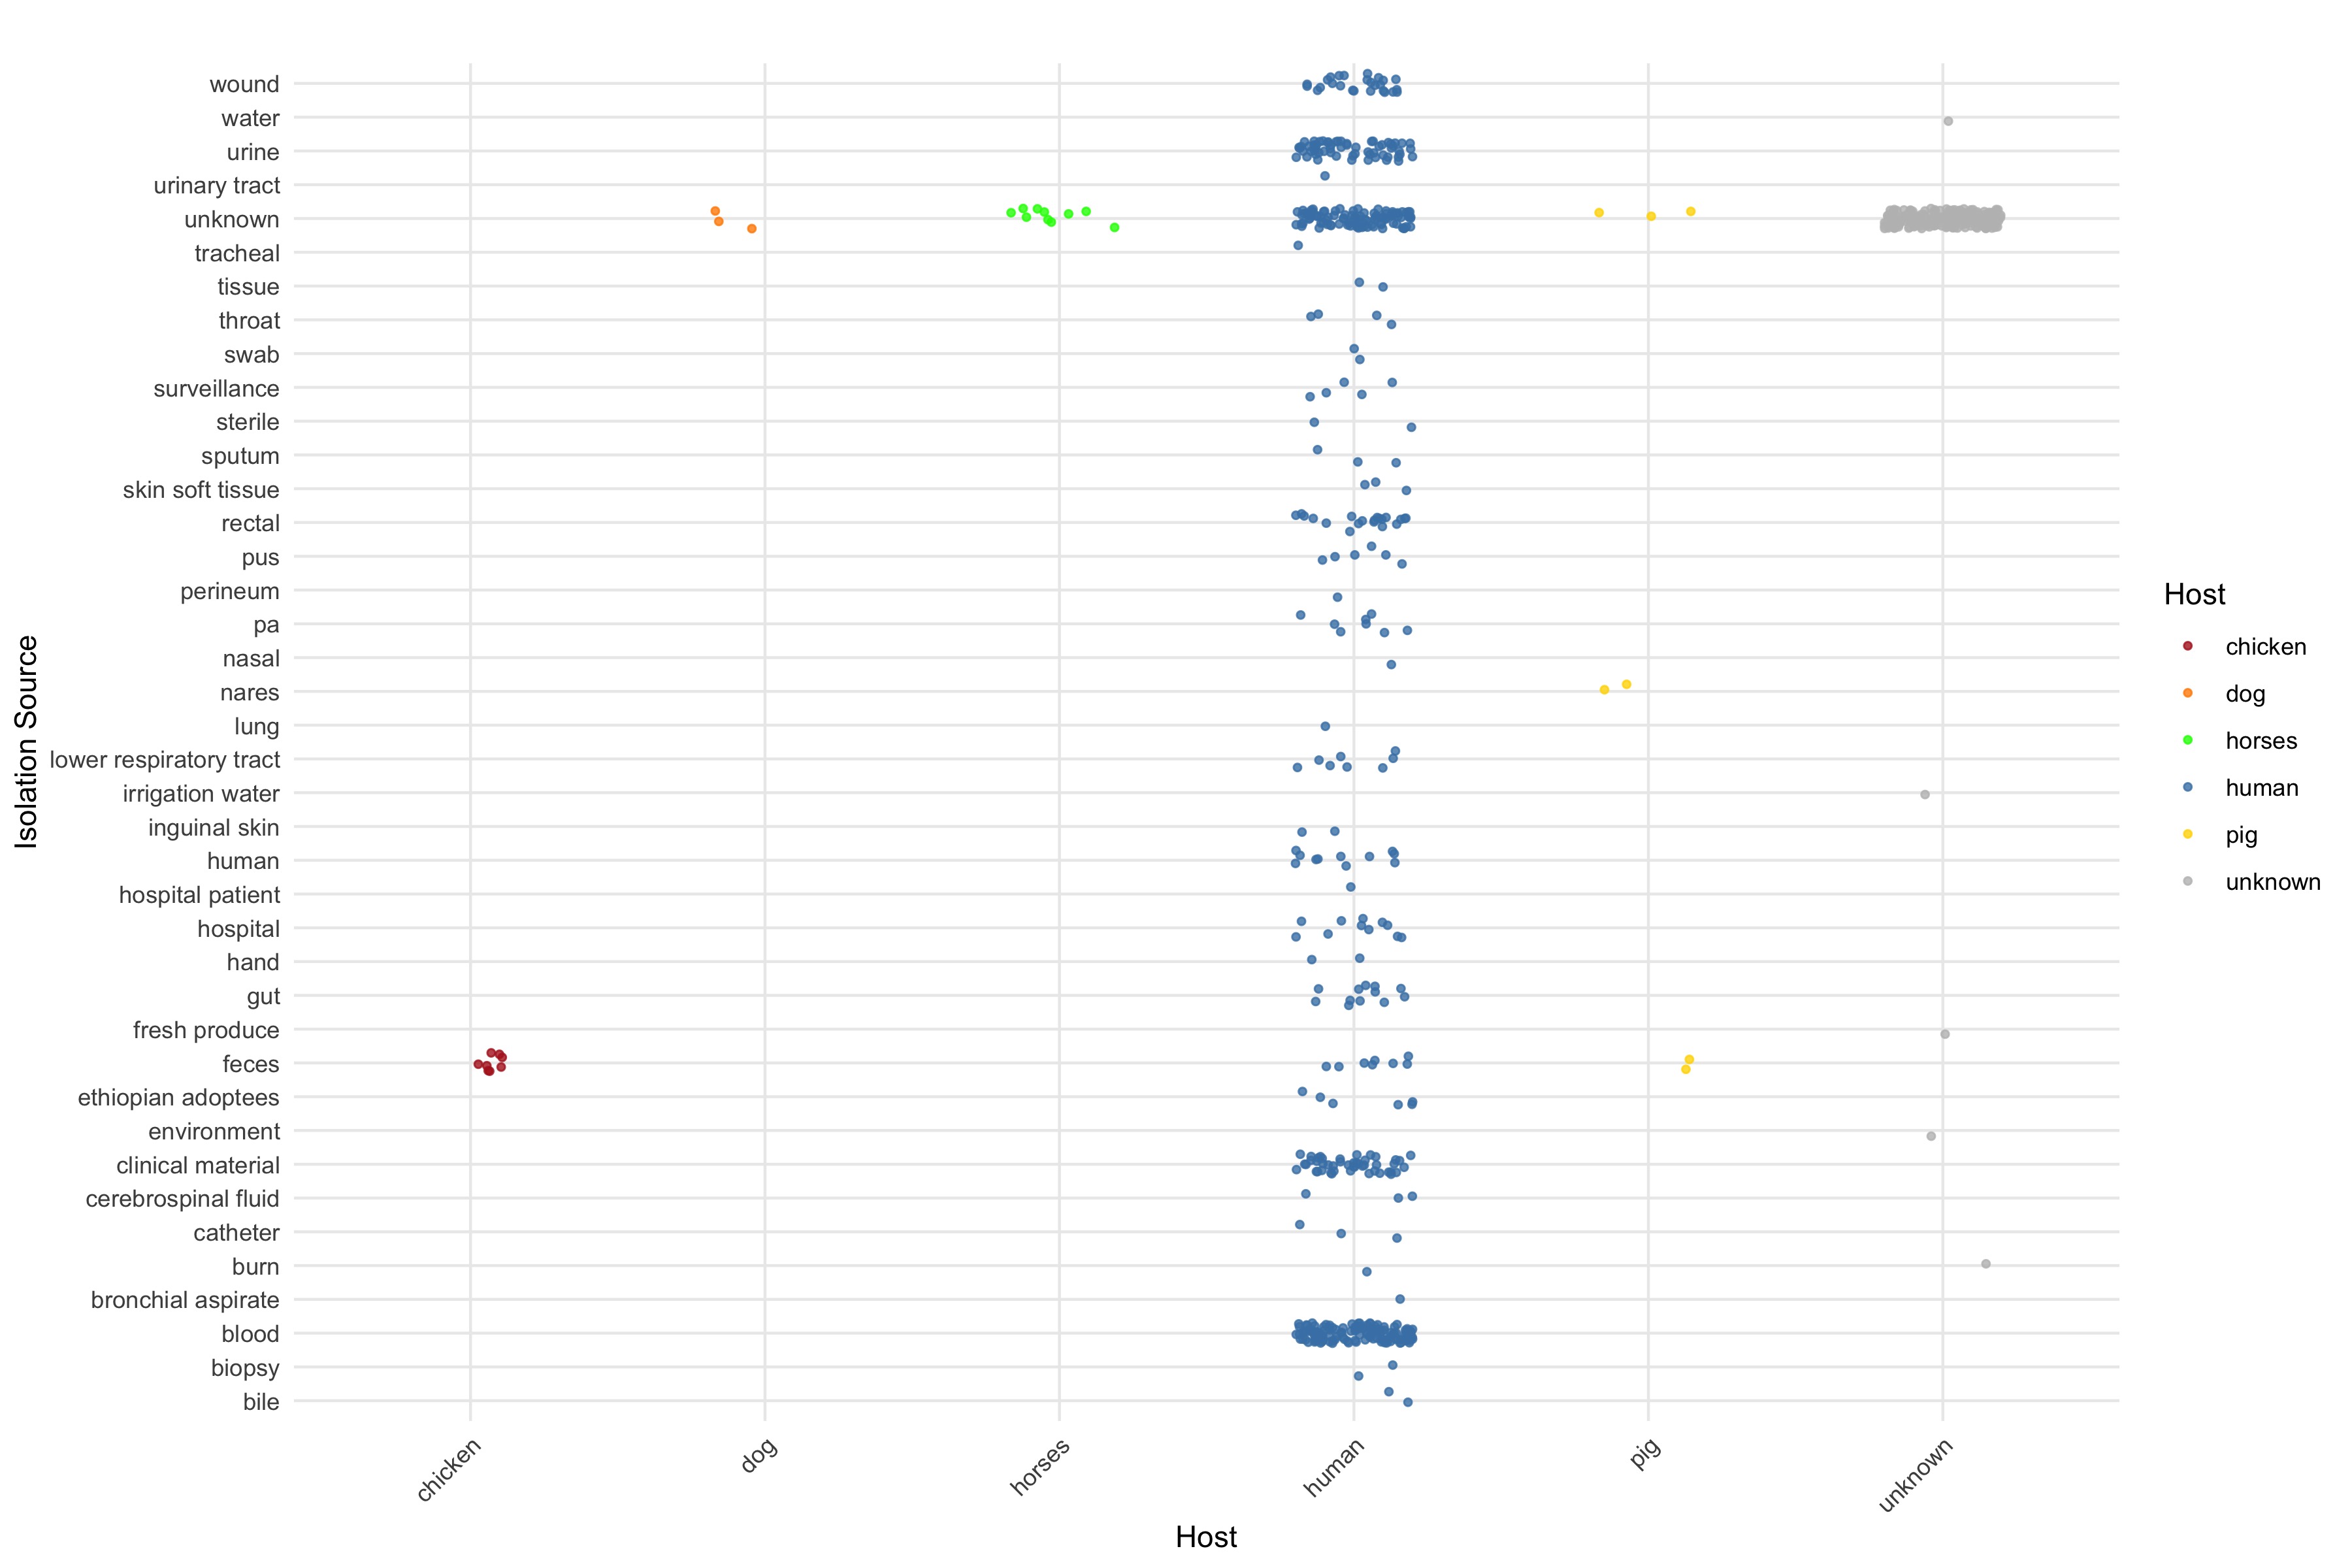 wound
water
urine
urinary tract
unknown
tracheal
tissue
throat
swab
surveillance
sterile
sputum
skin soft tissue
rectal
pus
perineum
pa
nasal
nares
lung
lower respiratory tract
irrigation water
inguinal skin
human
hospital patient
hospital
hand
gut
fresh produce
feces
ethiopian adoptees
environment
clinical material
cerebrospinal fluid
catheter
burn
bronchial aspirate
blood
biopsy
bile
Isolation Source
chicken
dog
horses
human
pig
unknown
Host
Host
chicken
dog
horses
human
pig
unknown